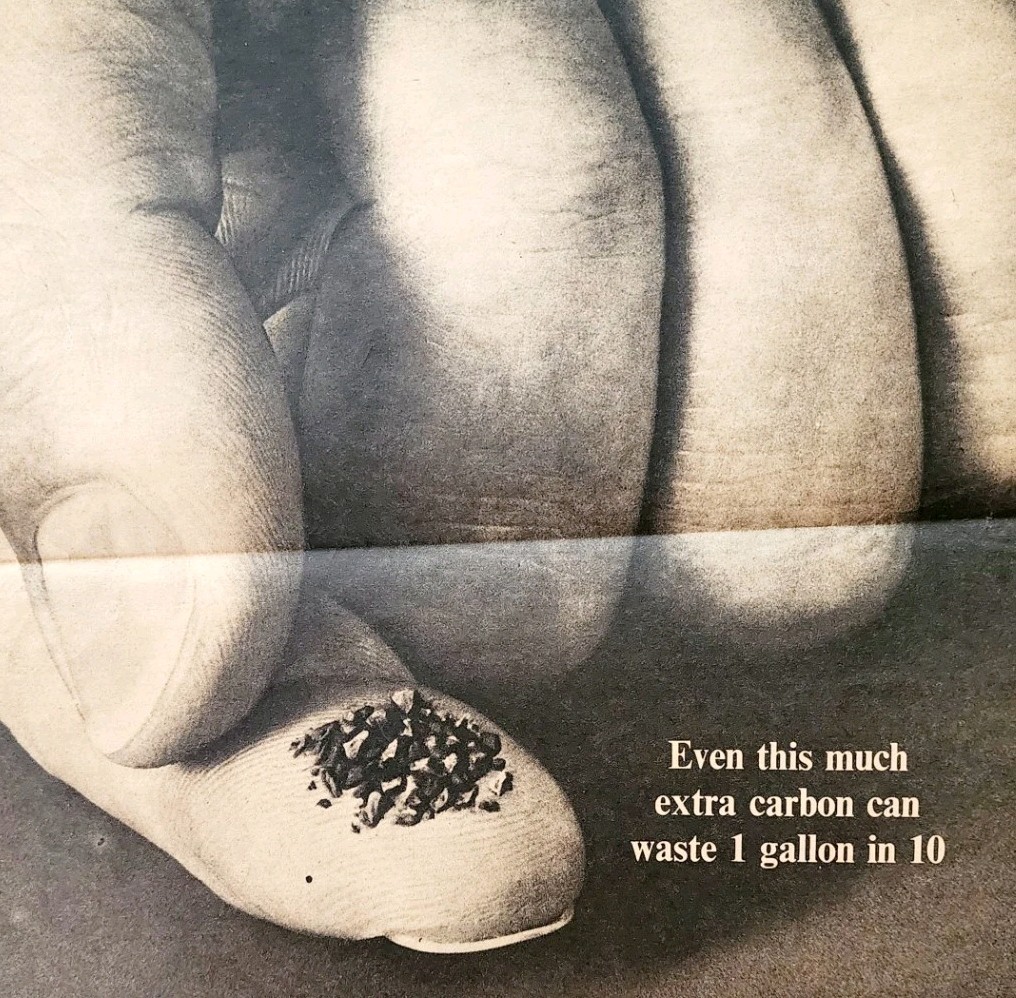 Even this much
extra carbon can
waste 1 gallon in 10